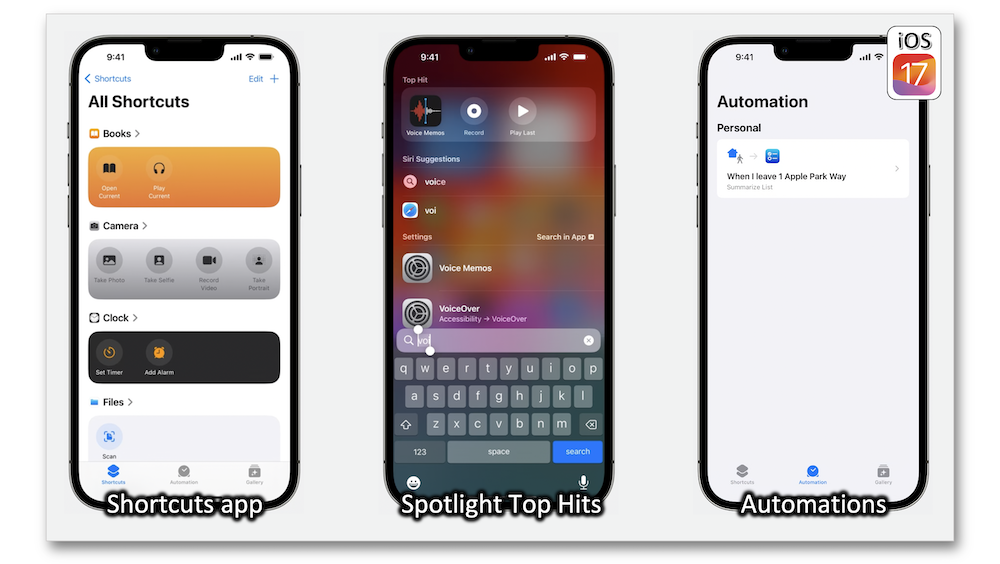 9:41
Shortcuts
Edit +
All Shortcuts
Books
Open
Current
Play
Current
Camera
Take Photo
Take Selfie
Record
Video
Take
Portrait
Clock
Set Timer
Add Alarm
Files
Scan
Shortcuts
Automation
Gallery
Shortcuts app
9:41
Top Hit
Voice Memos
Record
Play Last
Siri Suggestions
voice
voi
Settings
Search in App
Voice Memos
VoiceOver
Accessibility → VoiceOver
voi
q w e r t y u i o p
a s d f g h j k l
z x c v b n m
123
space
search
Spotlight Top Hits
9:41
iOS
17
Automation
Personal
When I leave 1 Apple Park Way
Summarize List
Shortcuts
Automation
Gallery
Automations